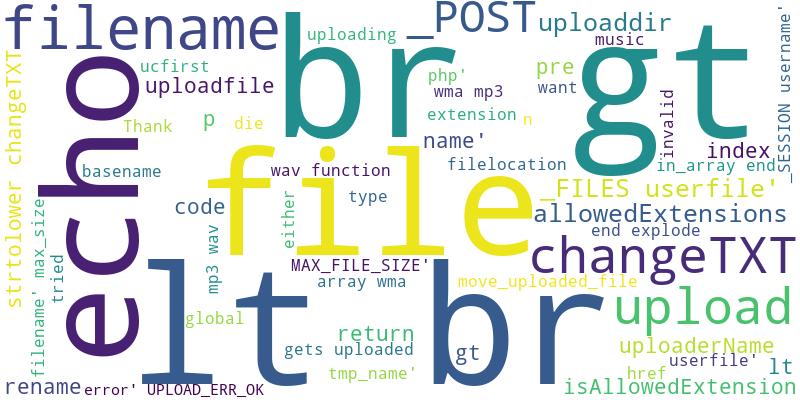 filename
_POST
uploaddir
uploading
br
music
gt
ucfirst
php'
pre
_SESSION username'
strtolower changeTXT
echo
uploadfile
wma mp3
want
extension
invalid
Thank
p
die
n
name'
index
basename
wav function
filelocation
in_array end
file
type
_FILES userfile'
code
either
allowedExtensions
end explode
filename' max_size
tried
mp3 wav
lt
br
MAX_FILE_SIZE'
changeTXT
array wma
move_uploaded_file
global
upload
return
uploaderName
gets uploaded
gt
userfile'
lt
tmp_name'
href
rename
error' UPLOAD_ERR_OK
isAllowedExtension